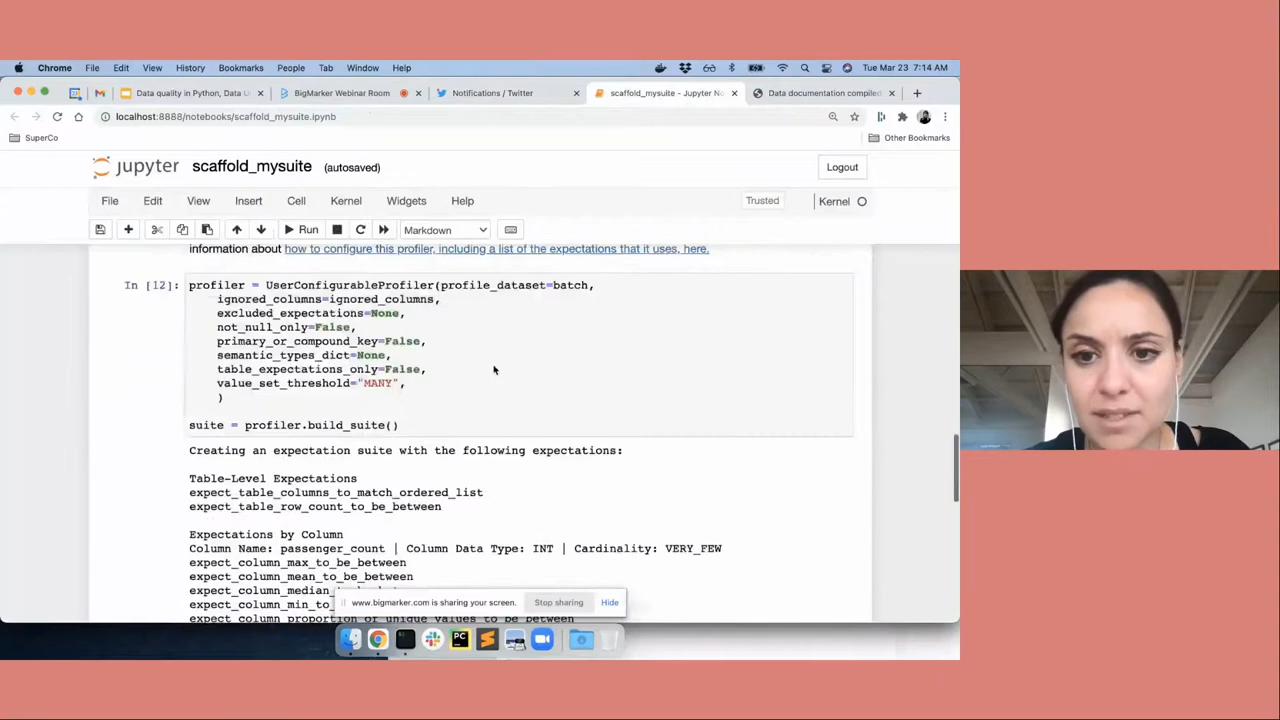 Chrome File Edit View History Bookmarks People Tab Window Help Tue Mar 23 7:14 AM
Data quality in Python, Data U BigMarker Webinar Room Notifications / Twitter scaffold_mysuite - Jupyter No Data documentation compiled
localhost:8888/notebooks/scaffold_mysuite.ipynb
SuperCo Other Bookmarks
jupyter scaffold_mysuite (autosaved) Logout
File Edit View Insert Cell Kernel Widgets Help Trusted Kernel
Run Markdown
information about how to configure this profiler, including a list of the expectations that it uses, here.
In [12]: profiler = UserConfigurableProfiler(profile_dataset=batch,
ignored_columns=ignored_columns,
excluded_expectations=None,
not_null_only=False,
primary_or_compound_key=False,
semantic_types_dict=None,
table_expectations_only=False,
value_set_threshold="MANY",
)
suite = profiler.build_suite()
Creating an expectation suite with the following expectations:
Table-Level Expectations
expect_table_columns_to_match_ordered_list
expect_table_row_count_to_be_between
Expectations by Column
Column Name: passenger_count | Column Data Type: INT | Cardinality: VERY_FEW
expect_column_max_to_be_between
expect_column_mean_to_be_between
expect_column_median_
expect_column_min_to_
www.bigmarker.com is sharing your screen. Stop sharing Hide
expect_column_proportion_of_unique_values_to_be_between
PC